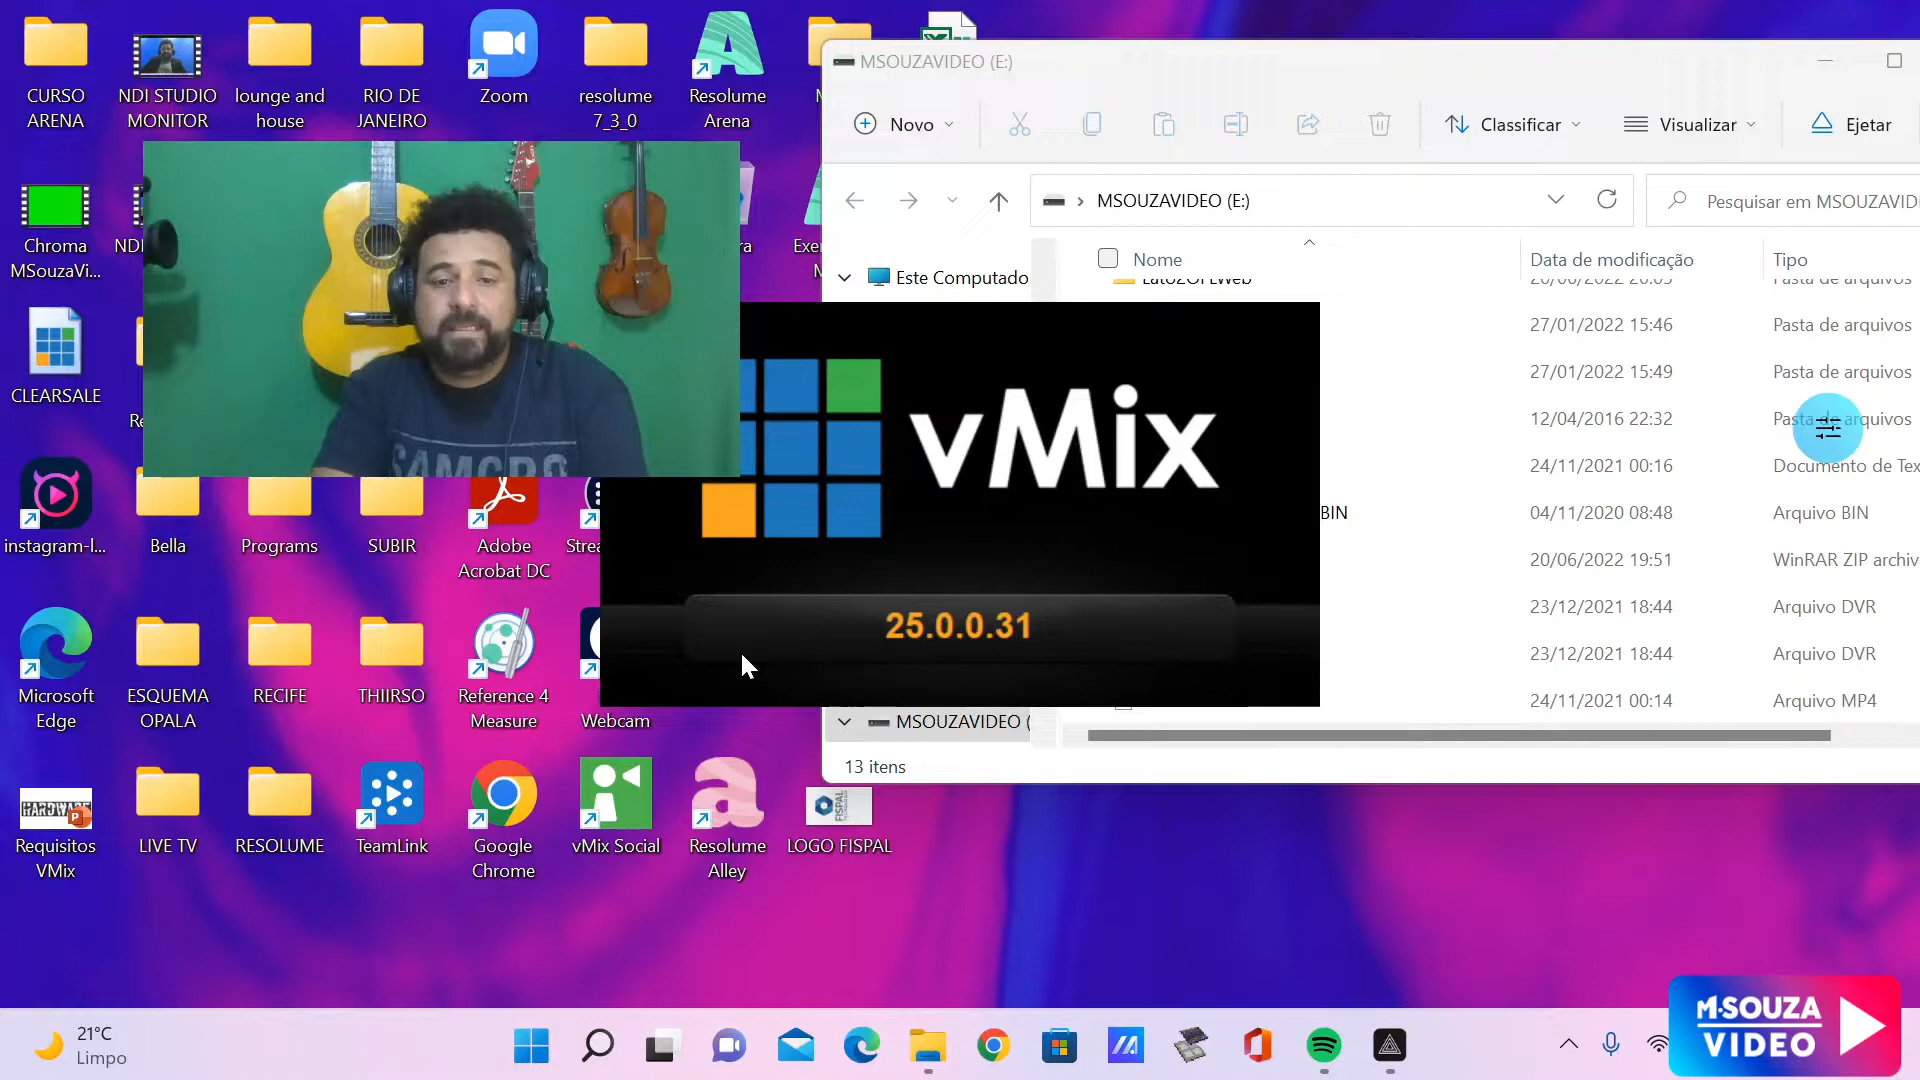 CURSO
ARENA
NDI STUDIO
MONITOR
lounge and
house
RIO DE
JANEIRO
Zoom
resolume
7_3_0
Resolume
Arena
MSOUZAVIDEO (E:)
Novo
Classificar
Visualizar
Ejetar
MSOUZAVIDEO (E:)
Pesquisar em MSOUZAVID
Nome
Data de modificação
Tipo
Este Computado
Pasta de arquivos
27/01/2022 15:46
Pasta de arquivos
27/01/2022 15:49
Pasta de arquivos
12/04/2016 22:32
Pasta de arquivos
24/11/2021 00:16
Documento de Tex
BIN
04/11/2020 08:48
Arquivo BIN
20/06/2022 19:51
WinRAR ZIP archiv
23/12/2021 18:44
Arquivo DVR
23/12/2021 18:44
Arquivo DVR
24/11/2021 00:14
Arquivo MP4
MSOUZAVIDEO (
13 itens
Chroma
MSouzaVi...
CLEARSALE
vMix
25.0.0.31
instagram-l...
Bella
Programs
SUBIR
Adobe
Acrobat DC
Microsoft
Edge
ESQUEMA
OPALA
RECIFE
THIIRSO
Reference 4
Measure
Webcam
HARDWARE
Requisitos
VMix
LIVE TV
RESOLUME
TeamLink
Google
Chrome
vMix Social
Resolume
Alley
FISPAL
LOGO FISPAL
21°C
Limpo
M-SOUZA
VIDEO